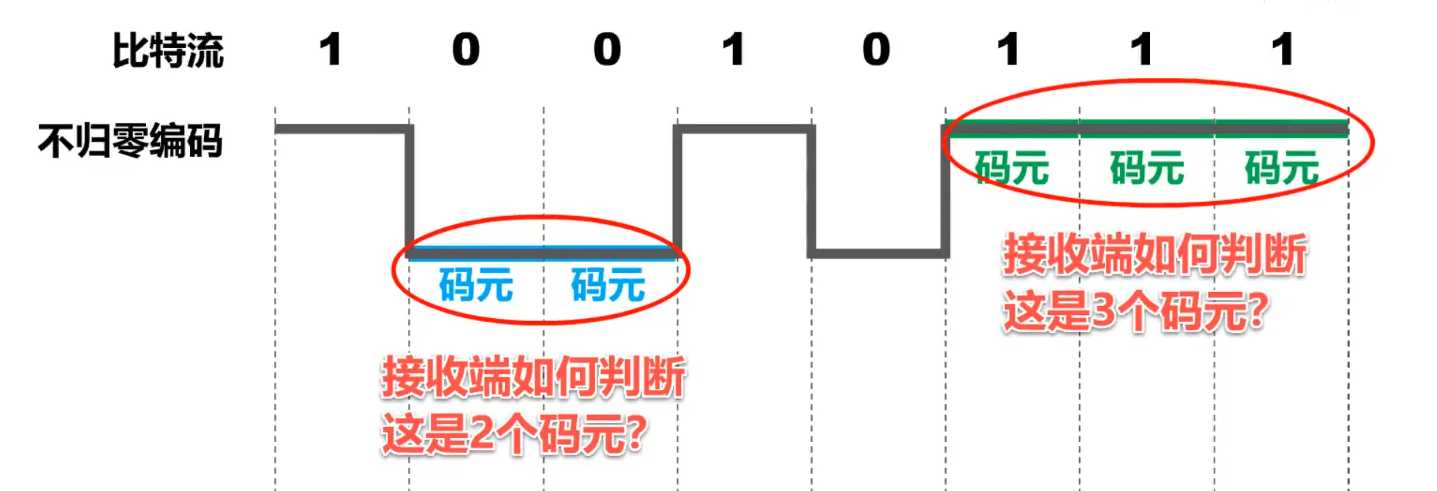 比特流 1 0 0 1 0 1 1 1
不归零编码
码元 码元 码元
码元 码元
接收端如何判断
这是3个码元?
接收端如何判断
这是2个码元?